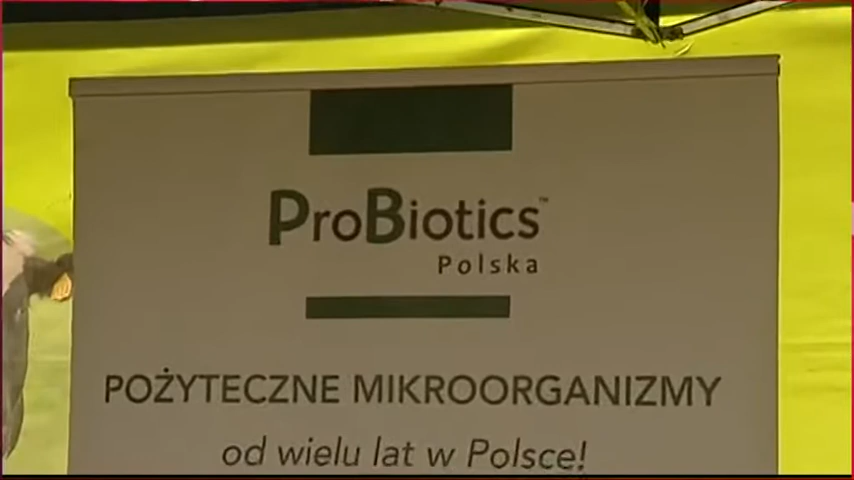 ProBiotics™
Polska
POŻYTECZNE MIKROORGANIZMY
od wielu lat w Polsce!